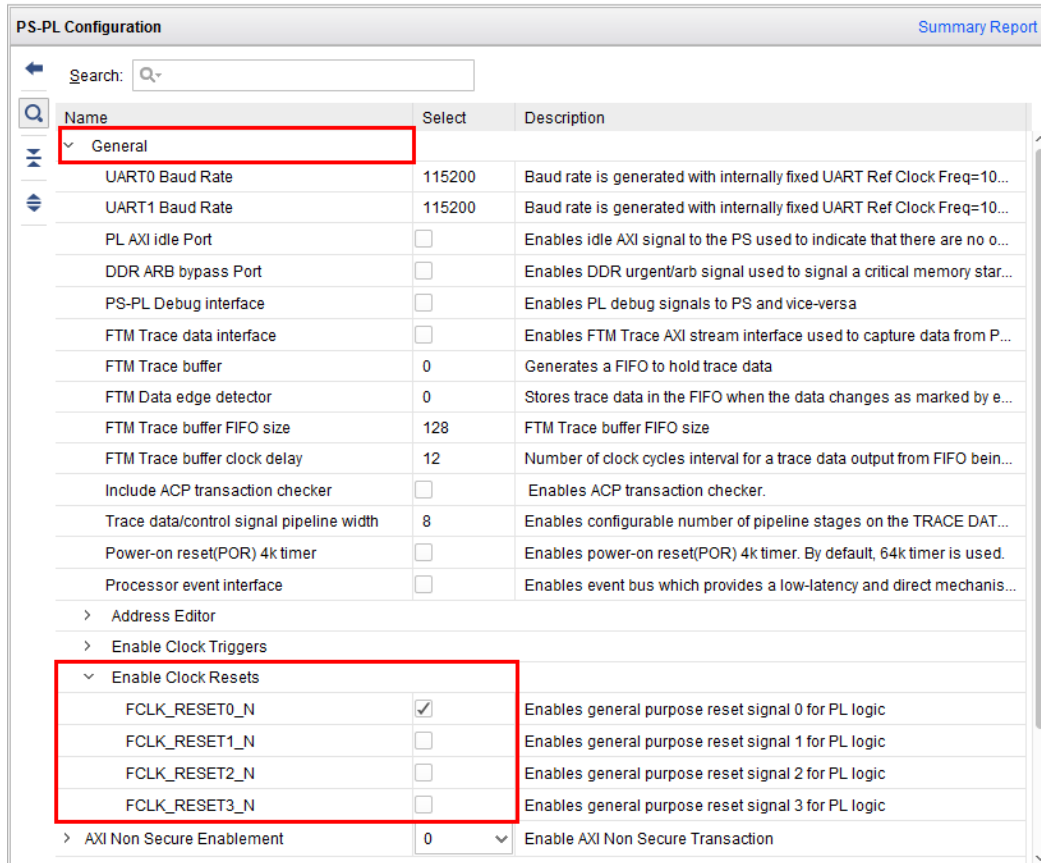 PS-PL Configuration Summary Report
Search:
Name Select Description
General
UART0 Baud Rate 115200 Baud rate is generated with internally fixed UART Ref Clock Freq=10...
UART1 Baud Rate 115200 Baud rate is generated with internally fixed UART Ref Clock Freq=10...
PL AXI idle Port Enables idle AXI signal to the PS used to indicate that there are no o...
DDR ARB bypass Port Enables DDR urgent/arb signal used to signal a critical memory star...
PS-PL Debug interface Enables PL debug signals to PS and vice-versa
FTM Trace data interface Enables FTM Trace AXI stream interface used to capture data from P...
FTM Trace buffer 0 Generates a FIFO to hold trace data
FTM Data edge detector 0 Stores trace data in the FIFO when the data changes as marked by e...
FTM Trace buffer FIFO size 128 FTM Trace buffer FIFO size
FTM Trace buffer clock delay 12 Number of clock cycles interval for a trace data output from FIFO bein...
Include ACP transaction checker Enables ACP transaction checker.
Trace data/control signal pipeline width 8 Enables configurable number of pipeline stages on the TRACE DAT...
Power-on reset(POR) 4k timer Enables power-on reset(POR) 4k timer. By default, 64k timer is used.
Processor event interface Enables event bus which provides a low-latency and direct mechanis...
Address Editor
Enable Clock Triggers
Enable Clock Resets
FCLK_RESET0_N Enables general purpose reset signal 0 for PL logic
FCLK_RESET1_N Enables general purpose reset signal 1 for PL logic
FCLK_RESET2_N Enables general purpose reset signal 2 for PL logic
FCLK_RESET3_N Enables general purpose reset signal 3 for PL logic
AXI Non Secure Enablement 0 Enable AXI Non Secure Transaction